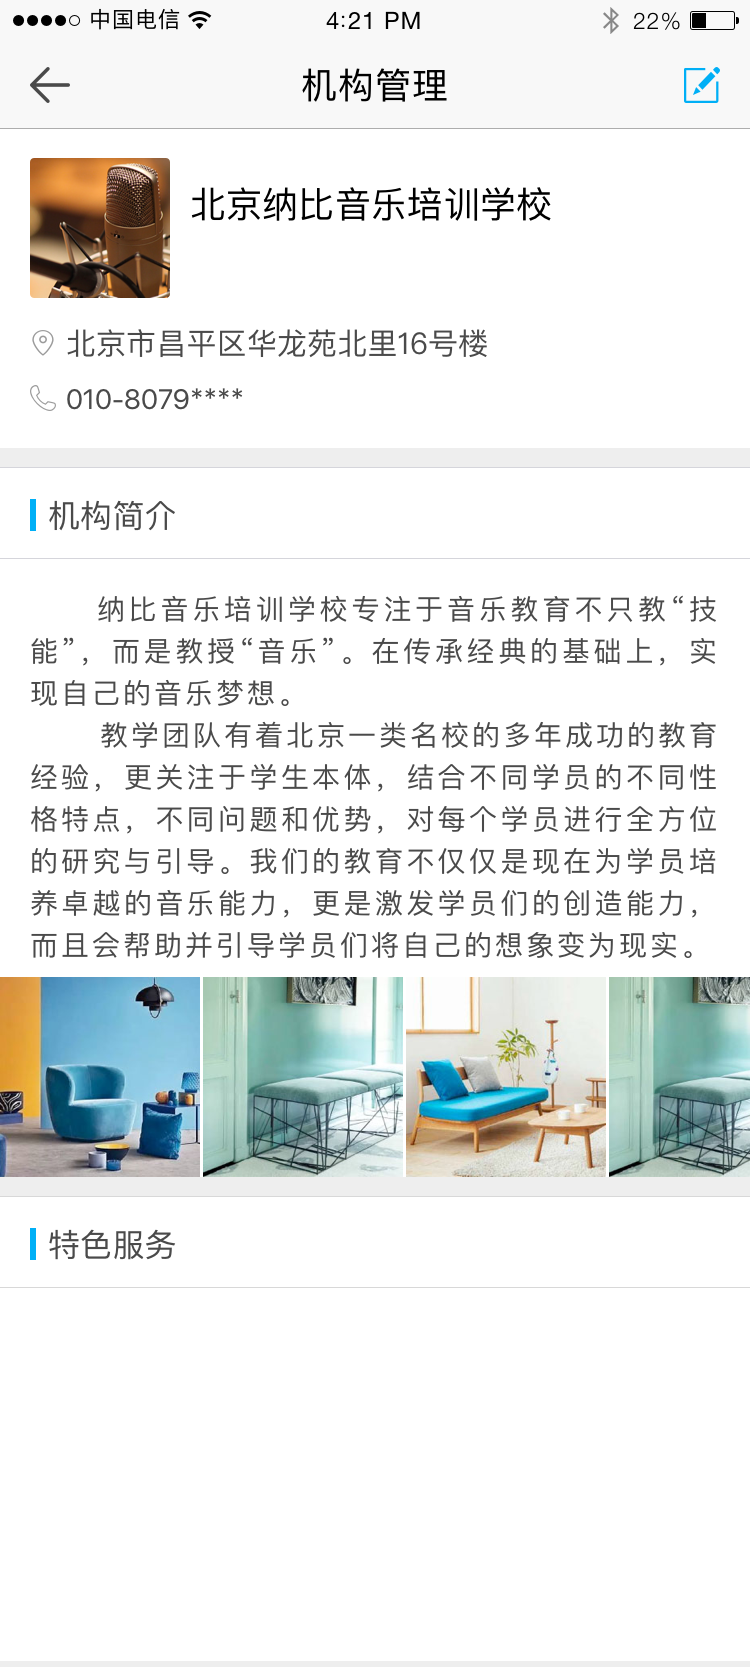 中国电信 4:21 PM 22%
机构管理
北京纳比音乐培训学校
北京市昌平区华龙苑北里16号楼
010-8079****
机构简介
纳比音乐培训学校专注于音乐教育不只教“技
能”，而是教授“音乐”。在传承经典的基础上，实
现自己的音乐梦想。
教学团队有着北京一类名校的多年成功的教育
经验，更关注于学生本体，结合不同学员的不同性
格特点，不同问题和优势，对每个学员进行全方位
的研究与引导。我们的教育不仅仅是现在为学员培
养卓越的音乐能力，更是激发学员们的创造能力，
而且会帮助并引导学员们将自己的想象变为现实。
特色服务